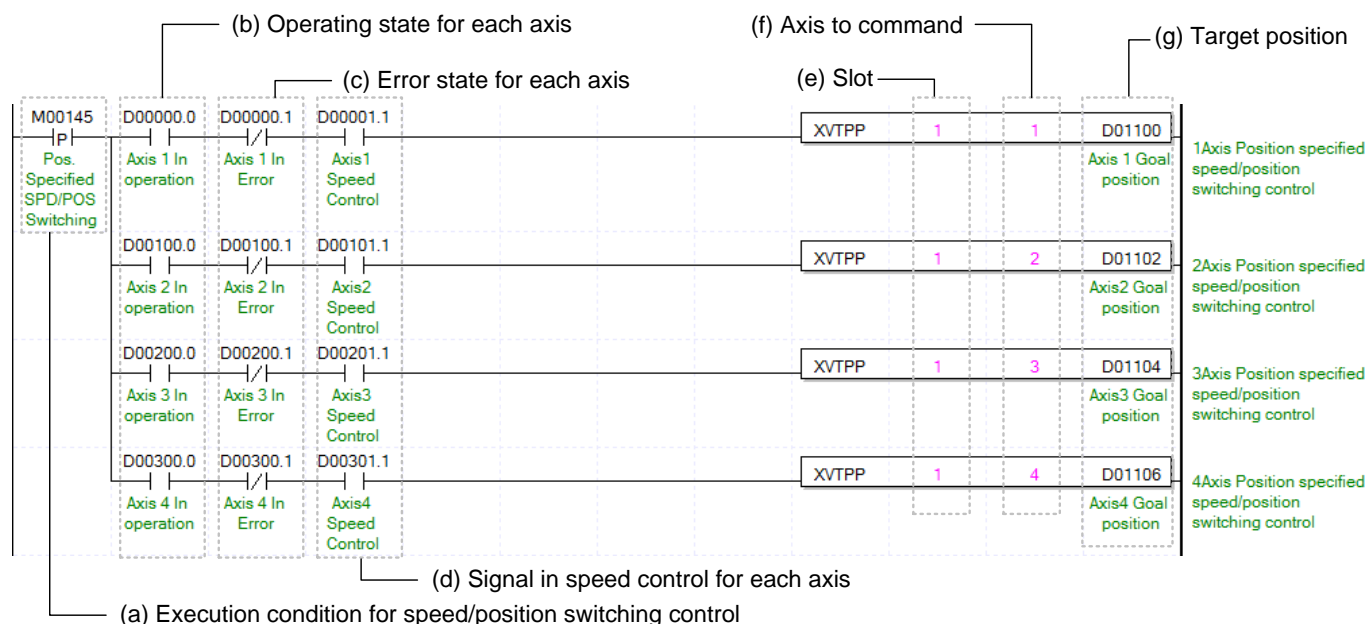 (b) Operating state for each axis
(f) Axis to command
(g) Target position
(c) Error state for each axis
(e) Slot
M00145 D00000.0 D00000.1 D00001.1 XVTPP 1 1 D01100
P
Pos. Specified SPD/POS Switching
Axis 1 In operation
Axis 1 In Error
Axis1 Speed Control
Axis 1 Goal position
1Axis Position specified
speed/position
switching control
D00100.0 D00100.1 D00101.1 XVTPP 1 2 D01102
Axis 2 In operation
Axis 2 In Error
Axis2 Speed Control
Axis2 Goal position
2Axis Position specified
speed/position
switching control
D00200.0 D00200.1 D00201.1 XVTPP 1 3 D01104
Axis 3 In operation
Axis 3 In Error
Axis3 Speed Control
Axis3 Goal position
3Axis Position specified
speed/position
switching control
D00300.0 D00300.1 D00301.1 XVTPP 1 4 D01106
Axis 4 In operation
Axis 4 In Error
Axis4 Speed Control
Axis4 Goal position
4Axis Position specified
speed/position
switching control
(d) Signal in speed control for each axis
(a) Execution condition for speed/position switching control